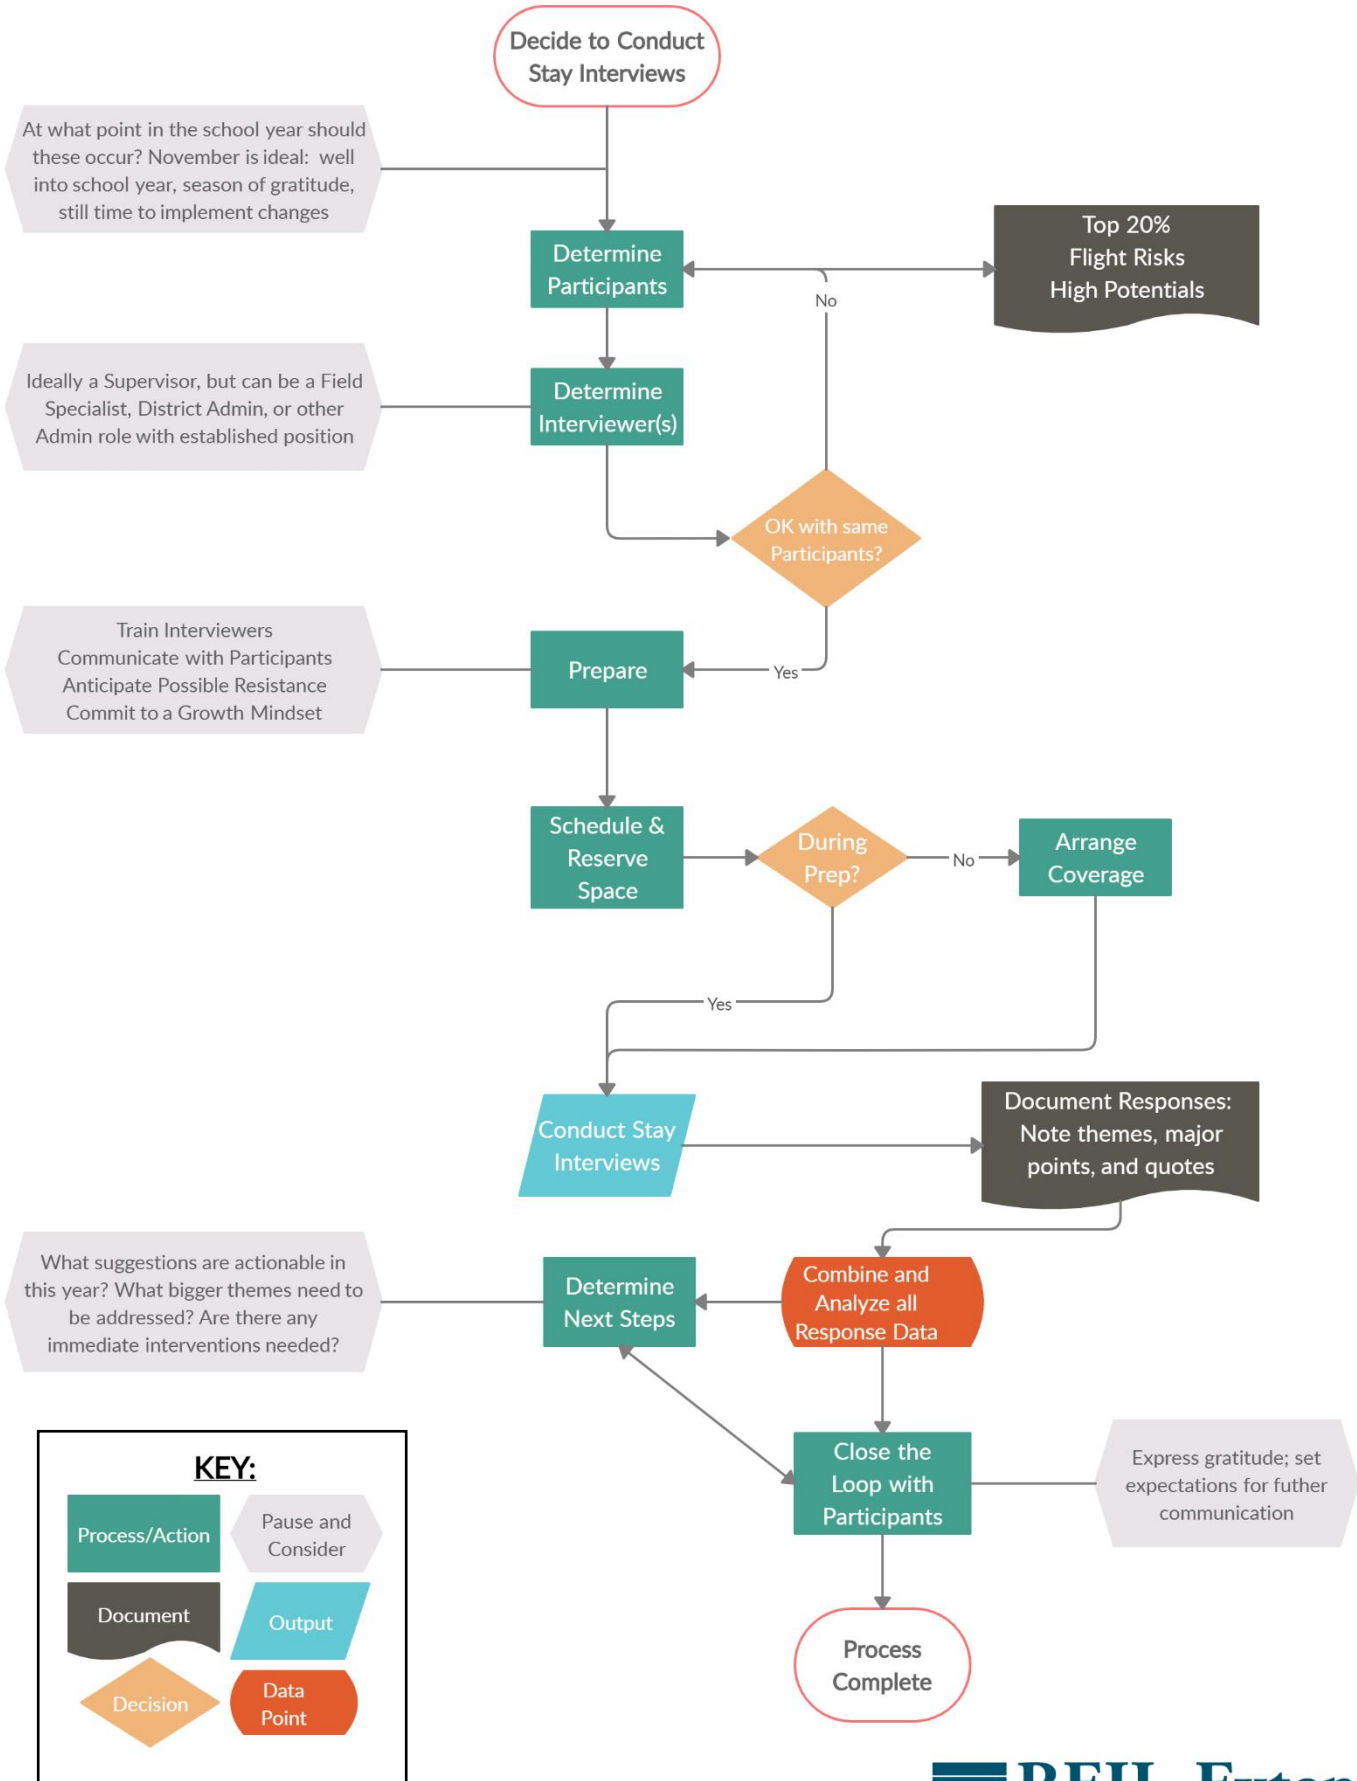 Decide to Conduct
Stay Interviews
At what point in the school year should
these occur? November is ideal: well
into school year, season of gratitude,
still time to implement changes
Determine
Participants
Top 20%
Flight Risks
High Potentials
No
Ideally a Supervisor, but can be a Field
Specialist, District Admin, or other
Admin role with established position
Determine
Interviewer(s)
OK with same
Participants?
Train Interviewers
Communicate with Participants
Anticipate Possible Resistance
Commit to a Growth Mindset
Prepare
Yes
Schedule &
Reserve
Space
During
Prep?
No
Arrange
Coverage
Yes
Conduct Stay
Interviews
Document Responses:
Note themes, major
points, and quotes
What suggestions are actionable in
this year? What bigger themes need to
be addressed? Are there any
immediate interventions needed?
Determine
Next Steps
Combine and
Analyze all
Response Data
Close the
Loop with
Participants
Express gratitude; set
expectations for futher
communication
Process
Complete
KEY:
Process/Action
Pause and
Consider
Document
Output
Decision
Data
Point